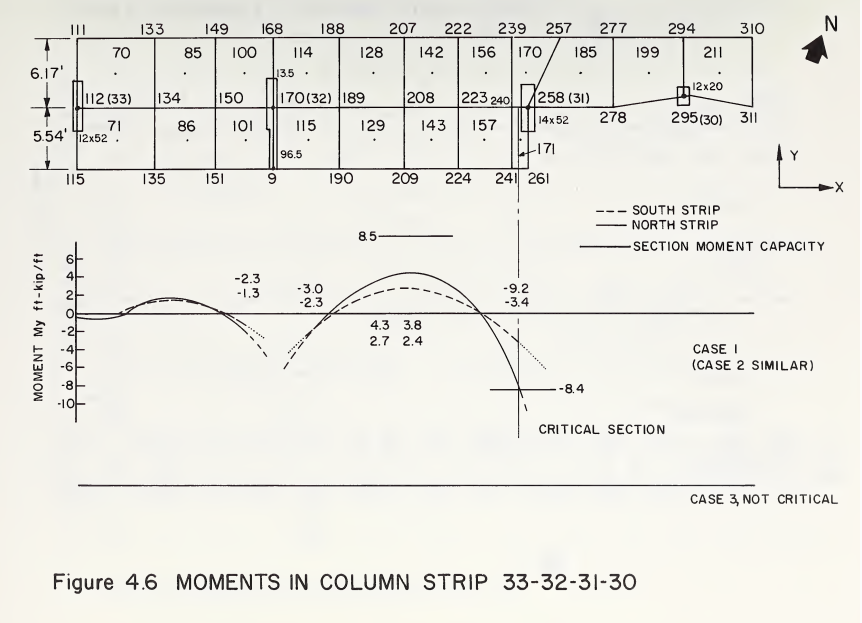 111 133 149 168 188 207 222 239 257 277 294 310 N
70 85 100 114 128 142 156 170 185 199 211
6.17'
13.5 12x20
112 (33) 134 150 170 (32) 189 208 223 240 258 (31)
14x52 278 295(30) 311
5.54'
71 86 101 115 129 143 157
12x52
96.5 171
115 135 151 9 190 209 224 241 261
Y
X
SOUTH STRIP
NORTH STRIP
SECTION MOMENT CAPACITY
8.5
MOMENT My ft-kip/ft
6
4
2
0
-2
-4
-6
-8
-10
-2.3
-1.3
-3.0
-2.3
4.3 3.8
2.7 2.4
-9.2
-3.4
-8.4
CASE 1
(CASE 2 SIMILAR)
CRITICAL SECTION
CASE 3, NOT CRITICAL
Figure 4.6 MOMENTS IN COLUMN STRIP 33-32-31-30